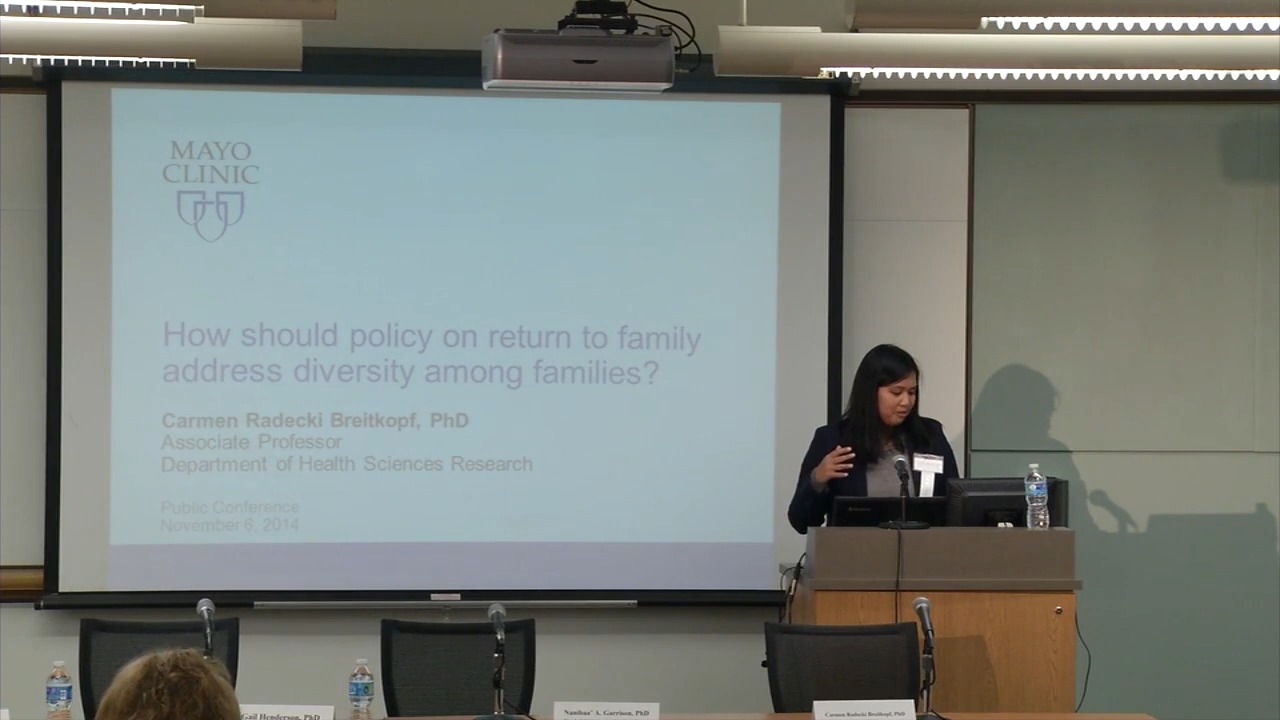 MAYO
CLINIC
How should policy on return to family
address diversity among families?
Carmen Radecki Breitkopf, PhD
Associate Professor
Department of Health Sciences Research
Public Conference
November 6, 2014
Gail Henderson, PhD
Nanibaa' A. Garrison, PhD
Carmen Radecki Breitkopf, PhD